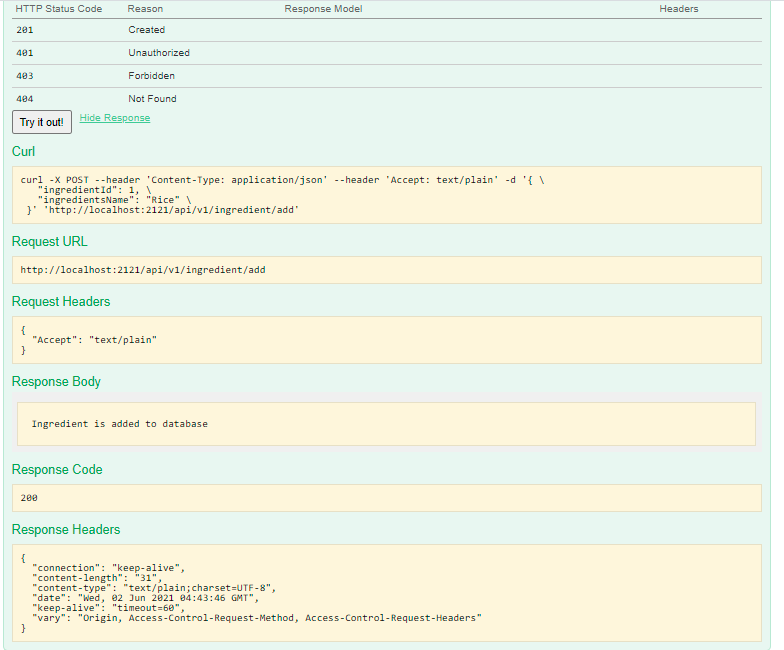 HTTP Status Code Reason Response Model Headers
201 Created
401 Unauthorized
403 Forbidden
404 Not Found
Try it out! Hide Response
Curl
curl -X POST --header 'Content-Type: application/json' --header 'Accept: text/plain' -d '{ \
"ingredientId": 1, \
"ingredientsName": "Rice" \
}' 'http://localhost:2121/api/v1/ingredient/add'
Request URL
http://localhost:2121/api/v1/ingredient/add
Request Headers
{
"Accept": "text/plain"
}
Response Body
Ingredient is added to database
Response Code
200
Response Headers
{
"connection": "keep-alive",
"content-length": "31",
"content-type": "text/plain;charset=UTF-8",
"date": "Wed, 02 Jun 2021 04:43:46 GMT",
"keep-alive": "timeout=60",
"vary": "Origin, Access-Control-Request-Method, Access-Control-Request-Headers"
}